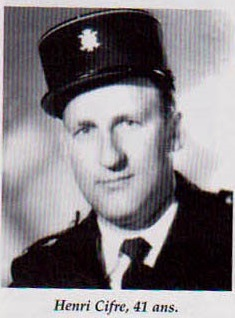 Henri Cifre, 41 ans.